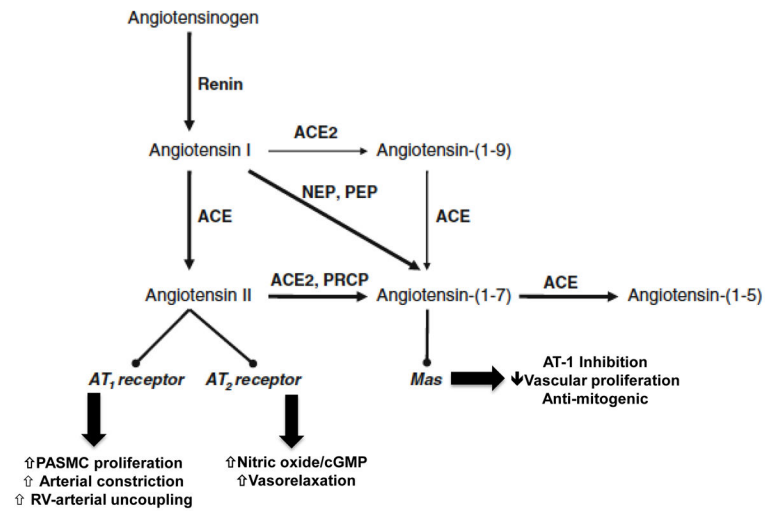 Angiotensinogen
Renin
ACE2
Angiotensin I
Angiotensin-(1-9)
NEP, PEP
ACE
ACE
ACE2, PRCP
ACE
Angiotensin II
Angiotensin-(1-7)
Angiotensin-(1-5)
AT1 receptor
AT2 receptor
Mas
AT-1 Inhibition
🡻Vascular proliferation
Anti-mitogenic
⇧PASMC proliferation
⇧ Arterial constriction
⇧ RV-arterial uncoupling
⇧Nitric oxide/cGMP
⇧Vasorelaxation